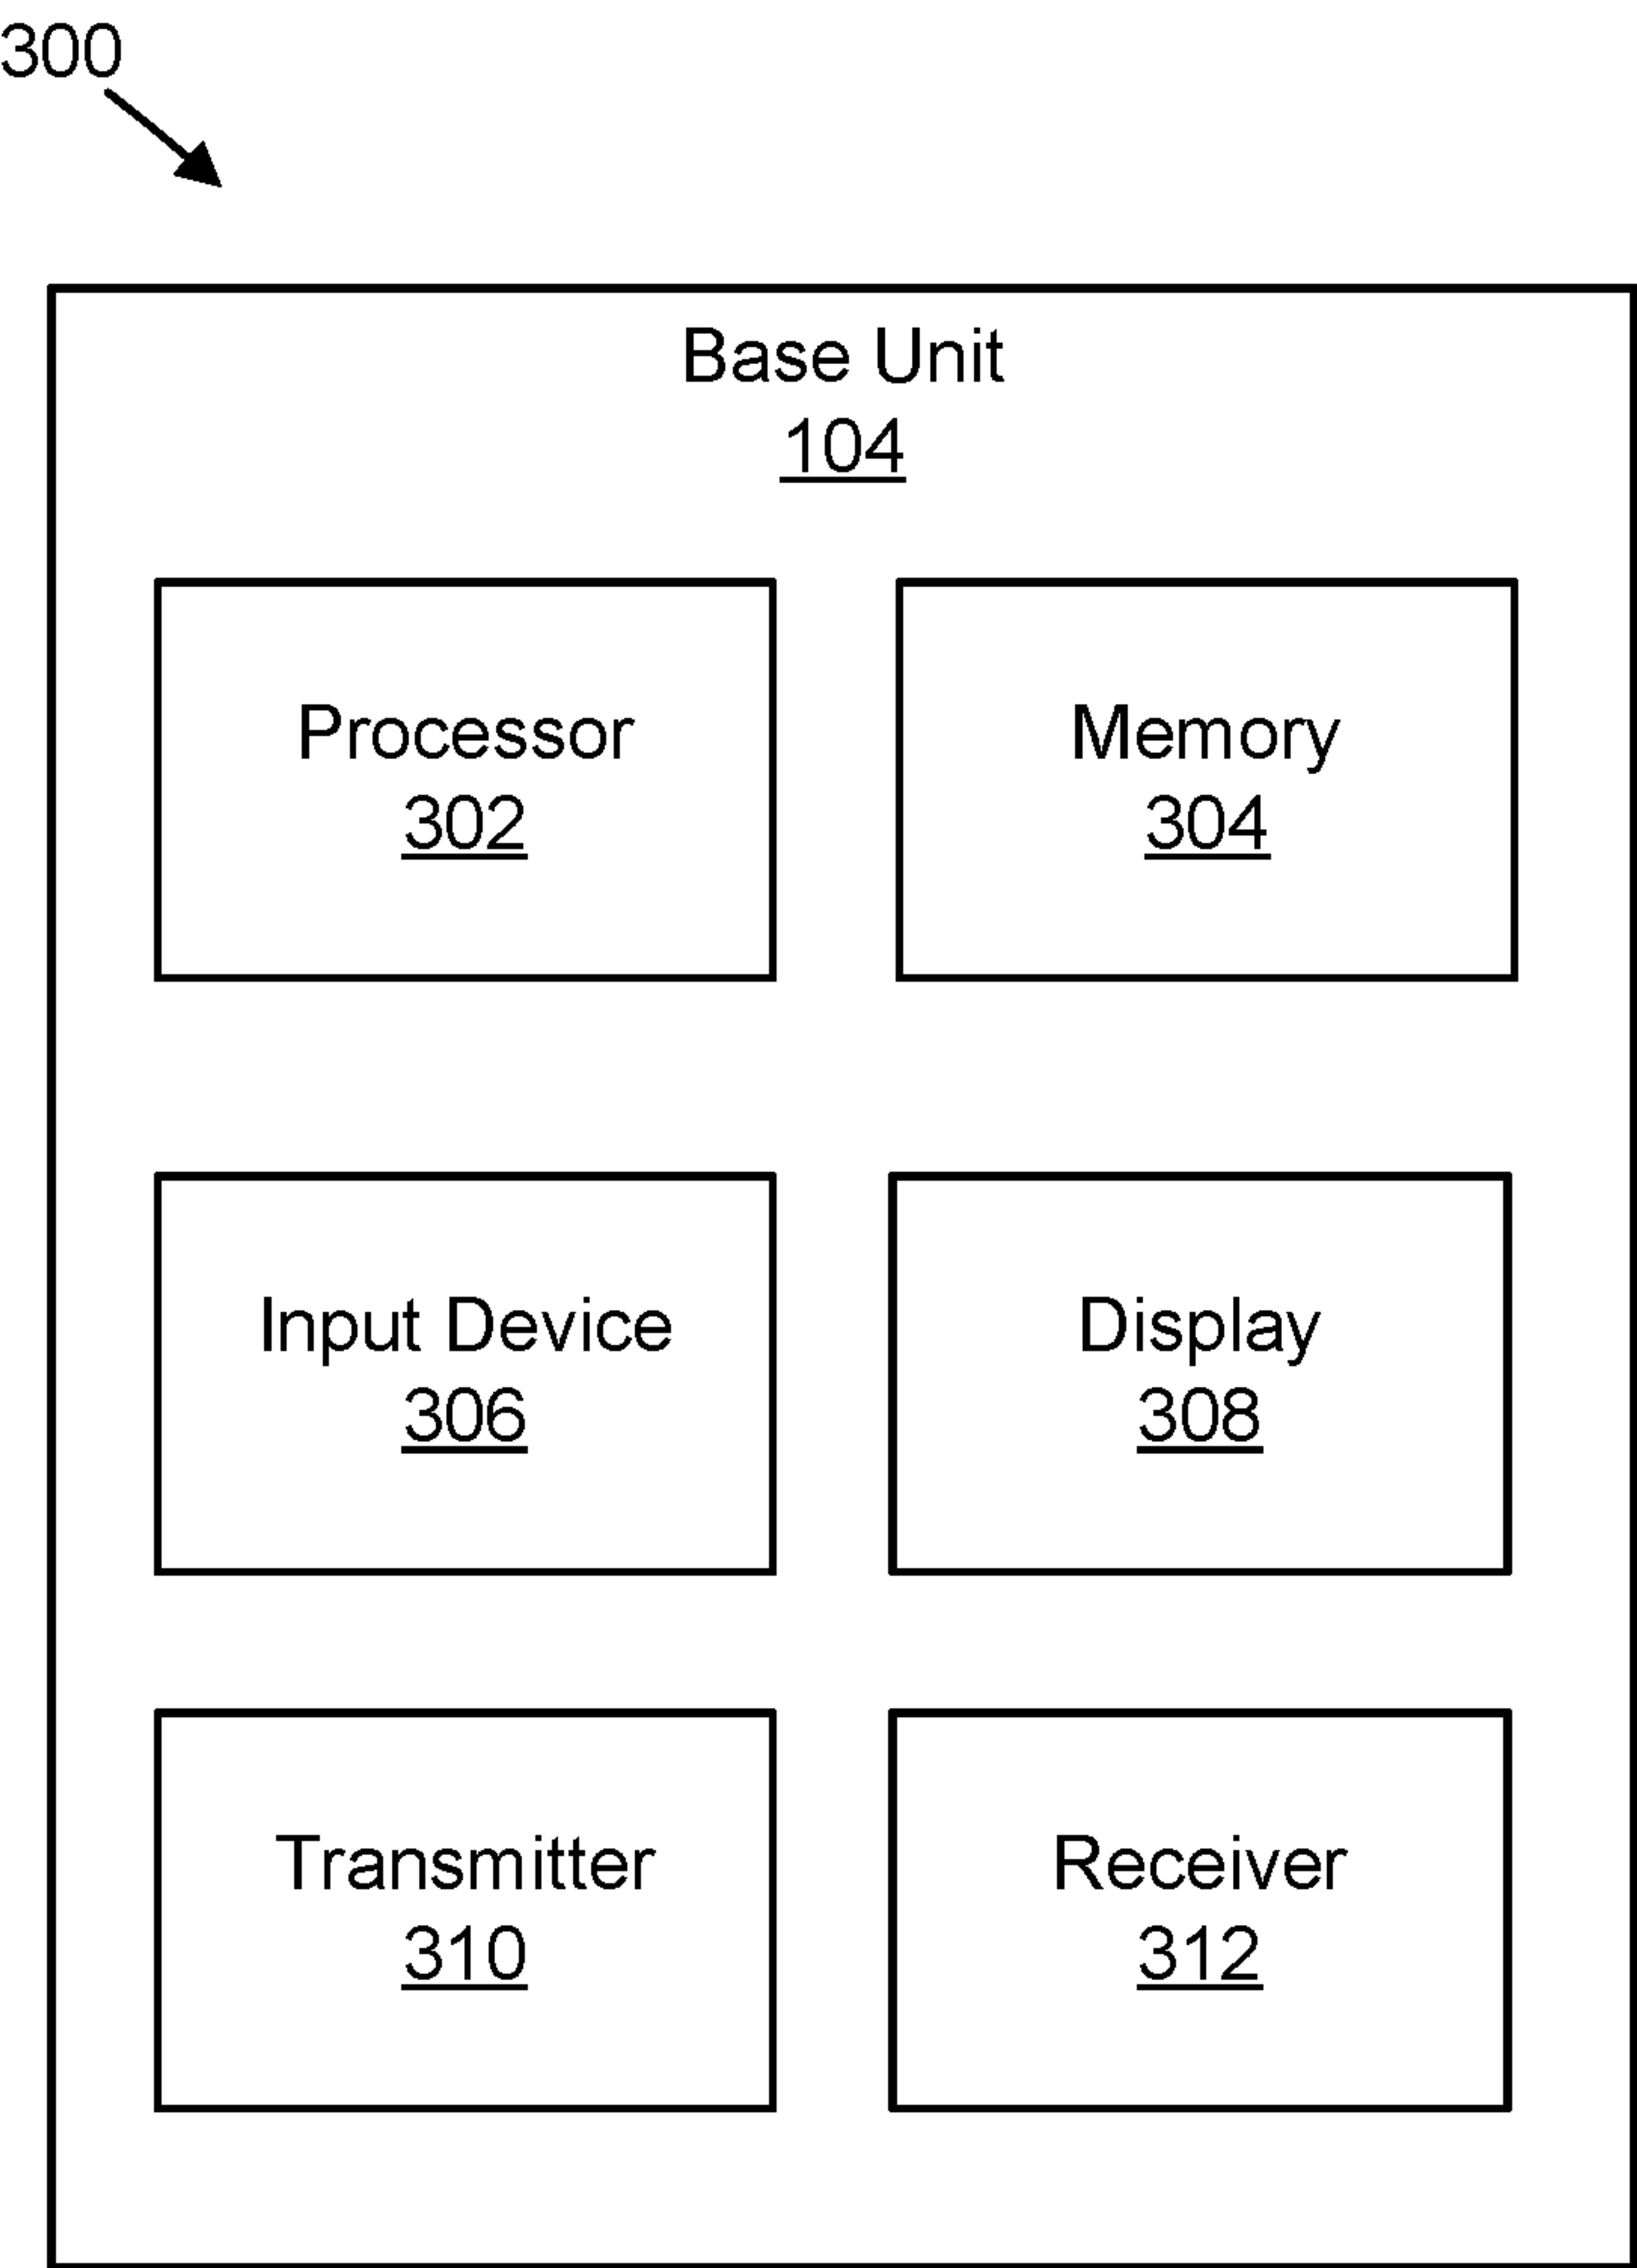 300
Base Unit
104
Processor
302
Memory
304
Input Device
306
Display
308
Transmitter
310
Receiver
312